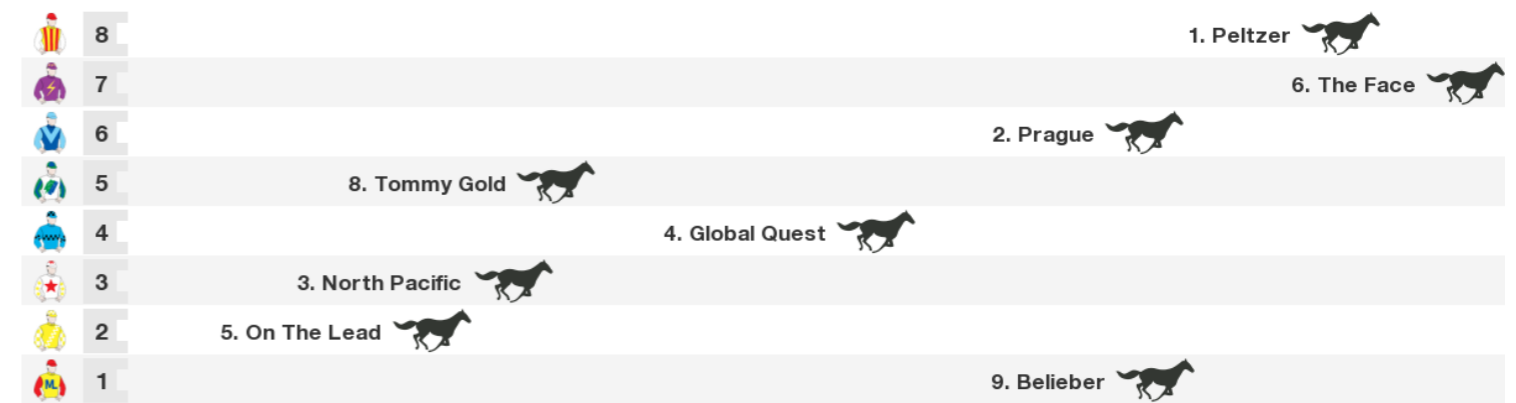 8 1. Peltzer
7 6. The Face
6 2. Prague
5 8. Tommy Gold
4 4. Global Quest
3 3. North Pacific
2 5. On The Lead
ML 1 9. Belieber